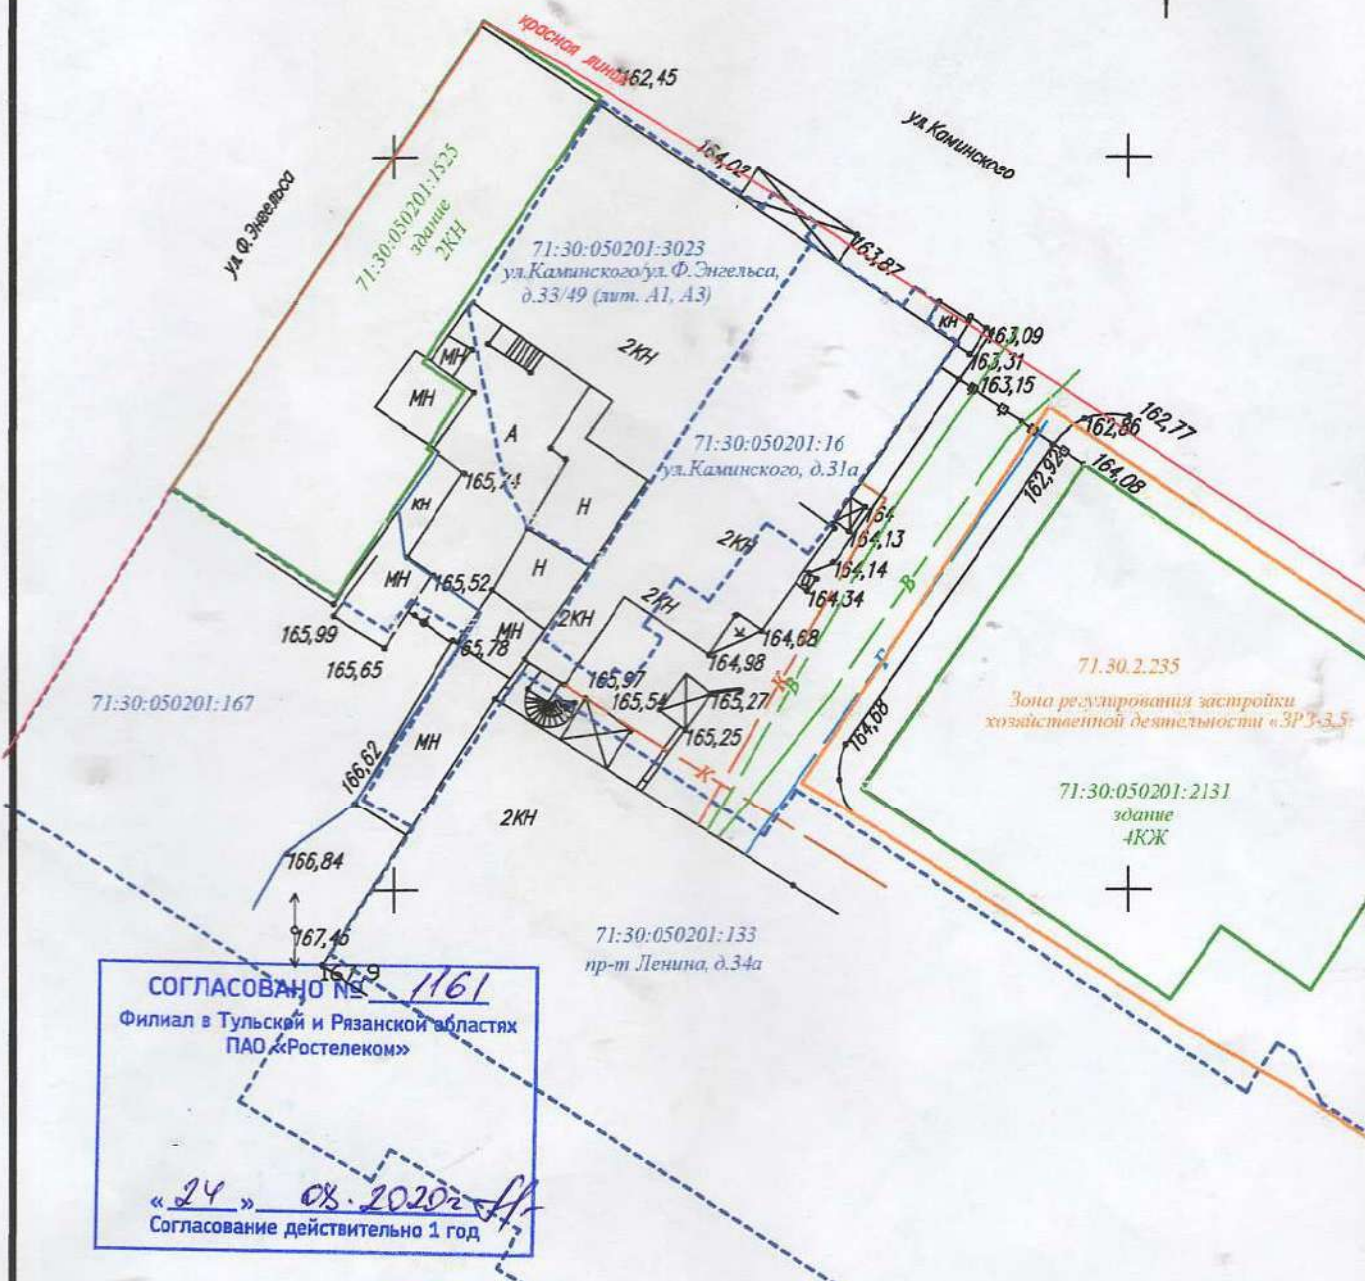 красная линия
162,45
ул.Каминского
164,02
ул.Ф.Энгельса
71:30:050201:1525
здание
2КН
71:30:050201:3023
ул.Каминского/ул.Ф.Энгельса,
д.33/49 (лит. А1, А3)
163,87
КН
163,09
163,31
163,15
2КН
МН
МН
А
162,77
162,86
162,92
164,08
71:30:050201:16
ул.Каминского, д.31а
165,24
КН
Н
164
164,13
2КН
164,14
МН
165,52
Н
В
164,34
2КН
2КН
165,99
МН
К
164,68
165,78
165,65
164,98
Г
71.30.2.235
165,97
К
В
71:30:050201:167
165,54
165,27
Зона регулирования застройки
хозяйственной деятельности «ЗРЗ-3.5
164,68
165,25
МН
166,62
К
71:30:050201:2131
здание
4КЖ
2КН
166,84
71:30:050201:133
пр-т Ленина, д.34а
167,46
СОГЛАСОВАНО № 1161
Филиал в Тульской и Рязанской областях
ПАО «Ростелеком»
«24» 08.2020г
Согласование действительно 1 год